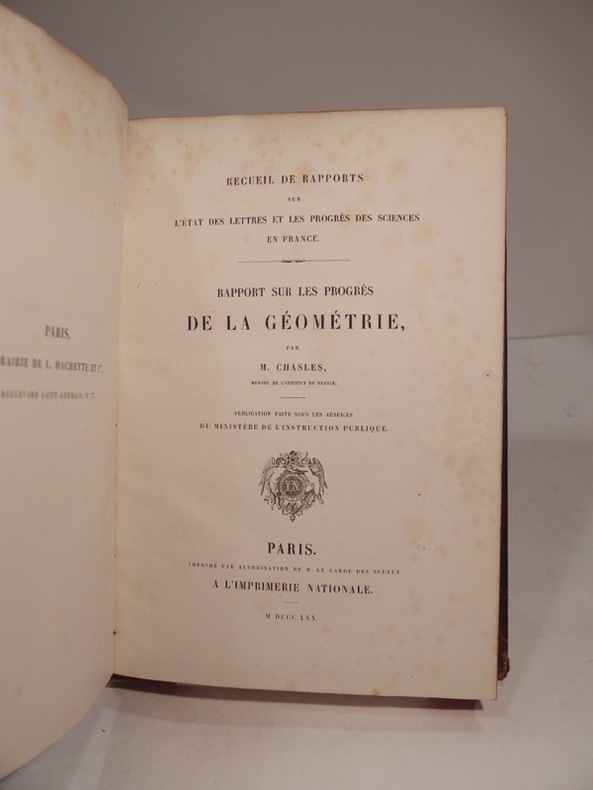 PARIS.
RAIRIE DE L. HACHETTE ET Cie,
BOULEVARD SAINT-GERMAIN, N° 77
RECUEIL DE RAPPORTS
SUR
L'ÉTAT DES LETTRES ET LES PROGRÈS DES SCIENCES
EN FRANCE.
RAPPORT SUR LES PROGRÈS
DE LA GÉOMÉTRIE,
PAR
M. CHASLES,
MEMBRE DE L'INSTITUT DE FRANCE.
PUBLICATION FAITE SOUS LES AUSPICES
DU MINISTÈRE DE L'INSTRUCTION PUBLIQUE.
PARIS.
IMPRIMÉ PAR AUTORISATION DE M. LE GARDE DES SCEAUX
A L'IMPRIMERIE NATIONALE.
M DCCC LXX.